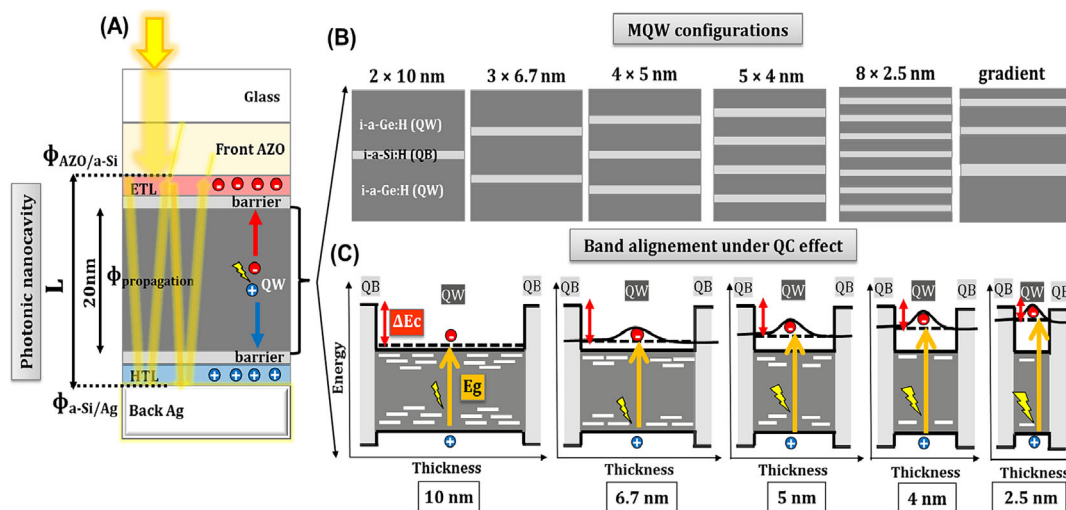 (A)
Glass
Front AZO
ΦAZO/a-Si
ETL
barrier
Photonic nanocavity
L
20nm
Φpropagation
QW
barrier
HTL
Φa-Si/Ag
Back Ag
(B)
MQW configurations
2 × 10 nm
3 × 6.7 nm
4 × 5 nm
5 × 4 nm
8 × 2.5 nm
gradient
i-a-Ge:H (QW)
i-a-Si:H (QB)
i-a-Ge:H (QW)
(C)
Band alignement under QC effect
QB
QW
QB
QW
QB
QW
QB
QW
QB
QW
QB
ΔEc
Eg
Energy
Thickness
Thickness
Thickness
Thickness
Thickness
10 nm
6.7 nm
5 nm
4 nm
2.5 nm